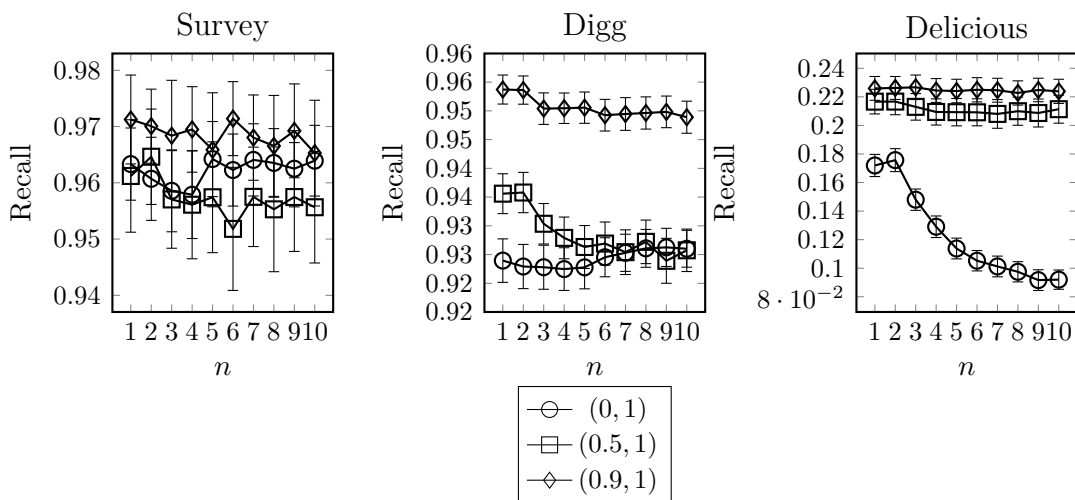 Survey
Recall
0.98
0.97
0.96
0.95
0.94
1 2 3 4 5 6 7 8 9 10
n
Digg
Recall
0.96
0.96
0.95
0.95
0.94
0.94
0.93
0.93
0.92
0.92
1 2 3 4 5 6 7 8 9 10
n
Delicious
Recall
0.24
0.22
0.2
0.18
0.16
0.14
0.12
0.1
8 · 10⁻²
1 2 3 4 5 6 7 8 9 10
n
(0, 1)
(0.5, 1)
(0.9, 1)